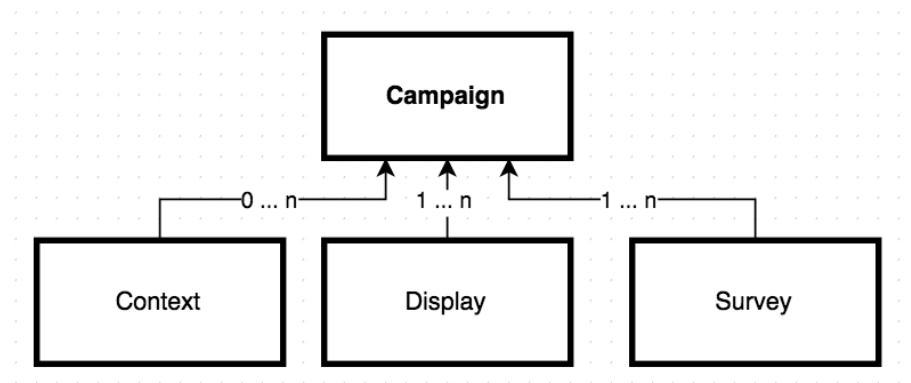 Campaign
0 ... n
1 ... n
1 ... n
Context
Display
Survey